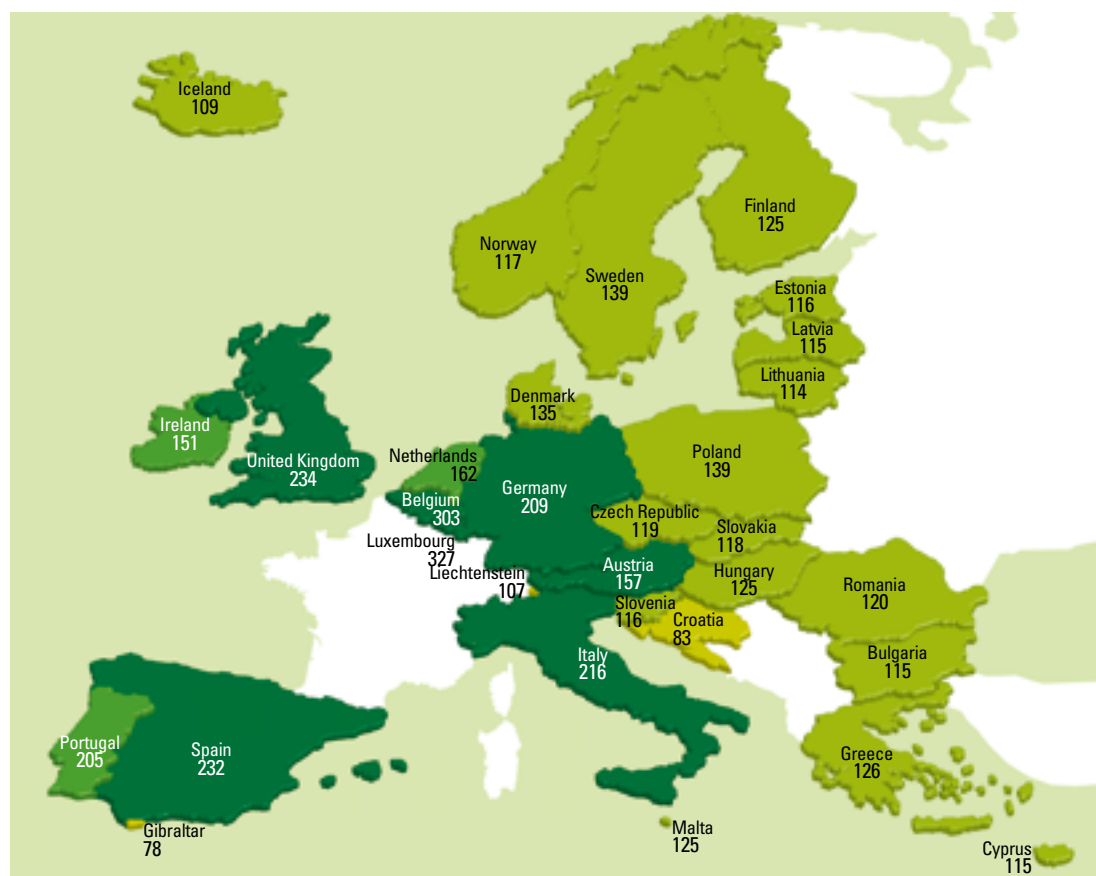 Iceland
109
Finland
125
Norway
117
Sweden
139
Estonia
116
Latvia
115
Lithuania
114
Denmark
135
Ireland
151
United Kingdom
234
Netherlands
162
Poland
139
Belgium
303
Germany
209
Czech Republic
119
Slovakia
118
Luxembourg
327
Liechtenstein
107
Austria
157
Hungary
125
Romania
120
Slovenia
116
Croatia
83
Italy
216
Bulgaria
115
Portugal
205
Spain
232
Greece
126
Gibraltar
78
Malta
125
Cyprus
115